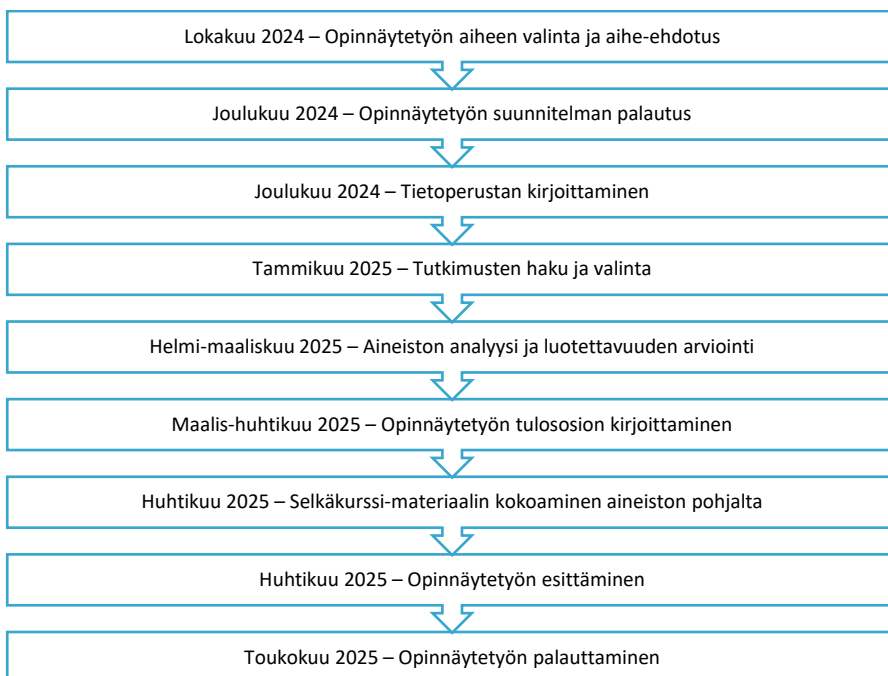 Lokakuu 2024 – Opinnäytetyön aiheen valinta ja aihe-ehdotus
Joulukuu 2024 – Opinnäytetyön suunnitelman palautus
Joulukuu 2024 – Tietoperustan kirjoittaminen
Tammikuu 2025 – Tutkimusten haku ja valinta
Helmi-maaliskuu 2025 – Aineiston analyysi ja luotettavuuden arviointi
Maalis-huhtikuu 2025 – Opinnäytetyön tulososion kirjoittaminen
Huhtikuu 2025 – Selkäkurssi-materiaalin kokoaminen aineiston pohjalta
Huhtikuu 2025 – Opinnäytetyön esittäminen
Toukokuu 2025 – Opinnäytetyön palauttaminen